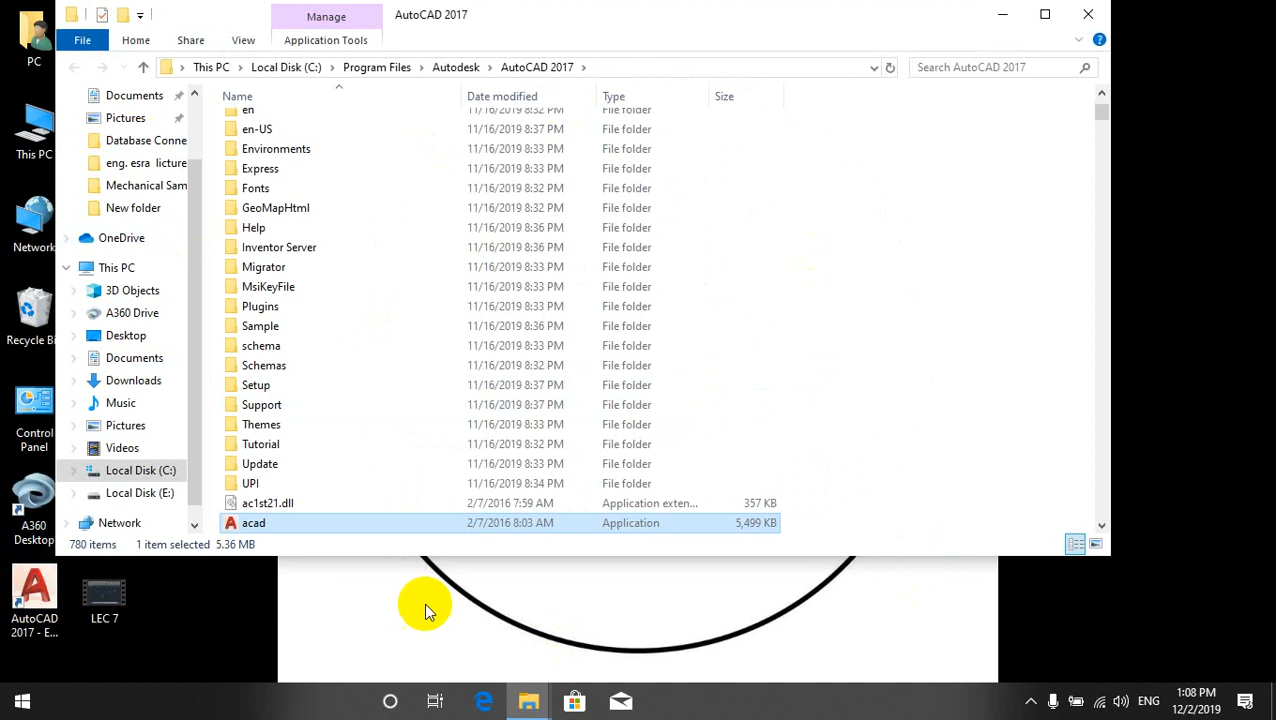 Manage
AutoCAD 2017
File
Home
Share
View
Application Tools
This PC
Local Disk (C:)
Program Files
Autodesk
AutoCAD 2017
Search AutoCAD 2017
Name
Date modified
Type
Size
en 11/16/2019 8:32 PM File folder
en-US 11/16/2019 8:37 PM File folder
Environments 11/16/2019 8:33 PM File folder
Express 11/16/2019 8:33 PM File folder
Fonts 11/16/2019 8:32 PM File folder
GeoMapHtml 11/16/2019 8:32 PM File folder
Help 11/16/2019 8:36 PM File folder
Inventor Server 11/16/2019 8:36 PM File folder
Migrator 11/16/2019 8:33 PM File folder
MsiKeyFile 11/16/2019 8:33 PM File folder
Plugins 11/16/2019 8:33 PM File folder
Sample 11/16/2019 8:36 PM File folder
schema 11/16/2019 8:33 PM File folder
Schemas 11/16/2019 8:32 PM File folder
Setup 11/16/2019 8:37 PM File folder
Support 11/16/2019 8:37 PM File folder
Themes 11/16/2019 8:33 PM File folder
Tutorial 11/16/2019 8:32 PM File folder
Update 11/16/2019 8:33 PM File folder
UPI 11/16/2019 8:34 PM File folder
ac1st21.dll 2/7/2016 7:59 AM Application exten... 357 KB
acad 2/7/2016 8:03 AM Application 5,499 KB
Documents
Pictures
Database Conne
eng. esra licture
Mechanical Sam
New folder
OneDrive
This PC
3D Objects
A360 Drive
Desktop
Documents
Downloads
Music
Pictures
Videos
Local Disk (C:)
Local Disk (E:)
Network
780 items
1 item selected 5.36 MB
PC
This PC
Network
Recycle Bi
Control
Panel
A360
Desktop
AutoCAD
2017 - E...
LEC 7
ENG
1:08 PM
12/2/2019